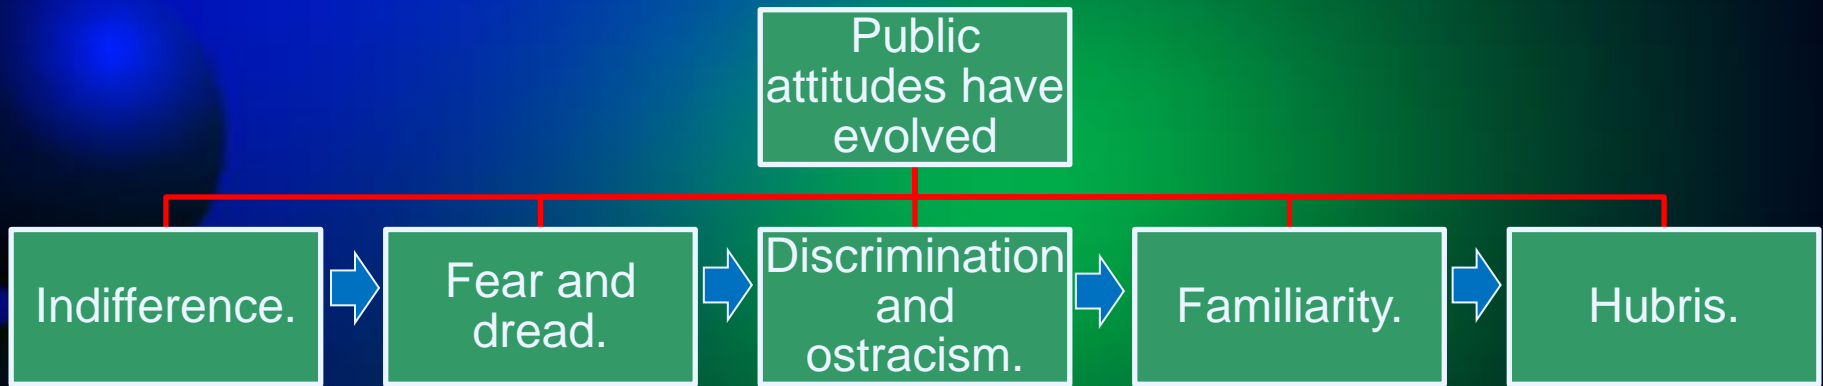 Public
attitudes have
evolved
Indifference.
Fear and
dread.
Discrimination
and
ostracism.
Familiarity.
Hubris.